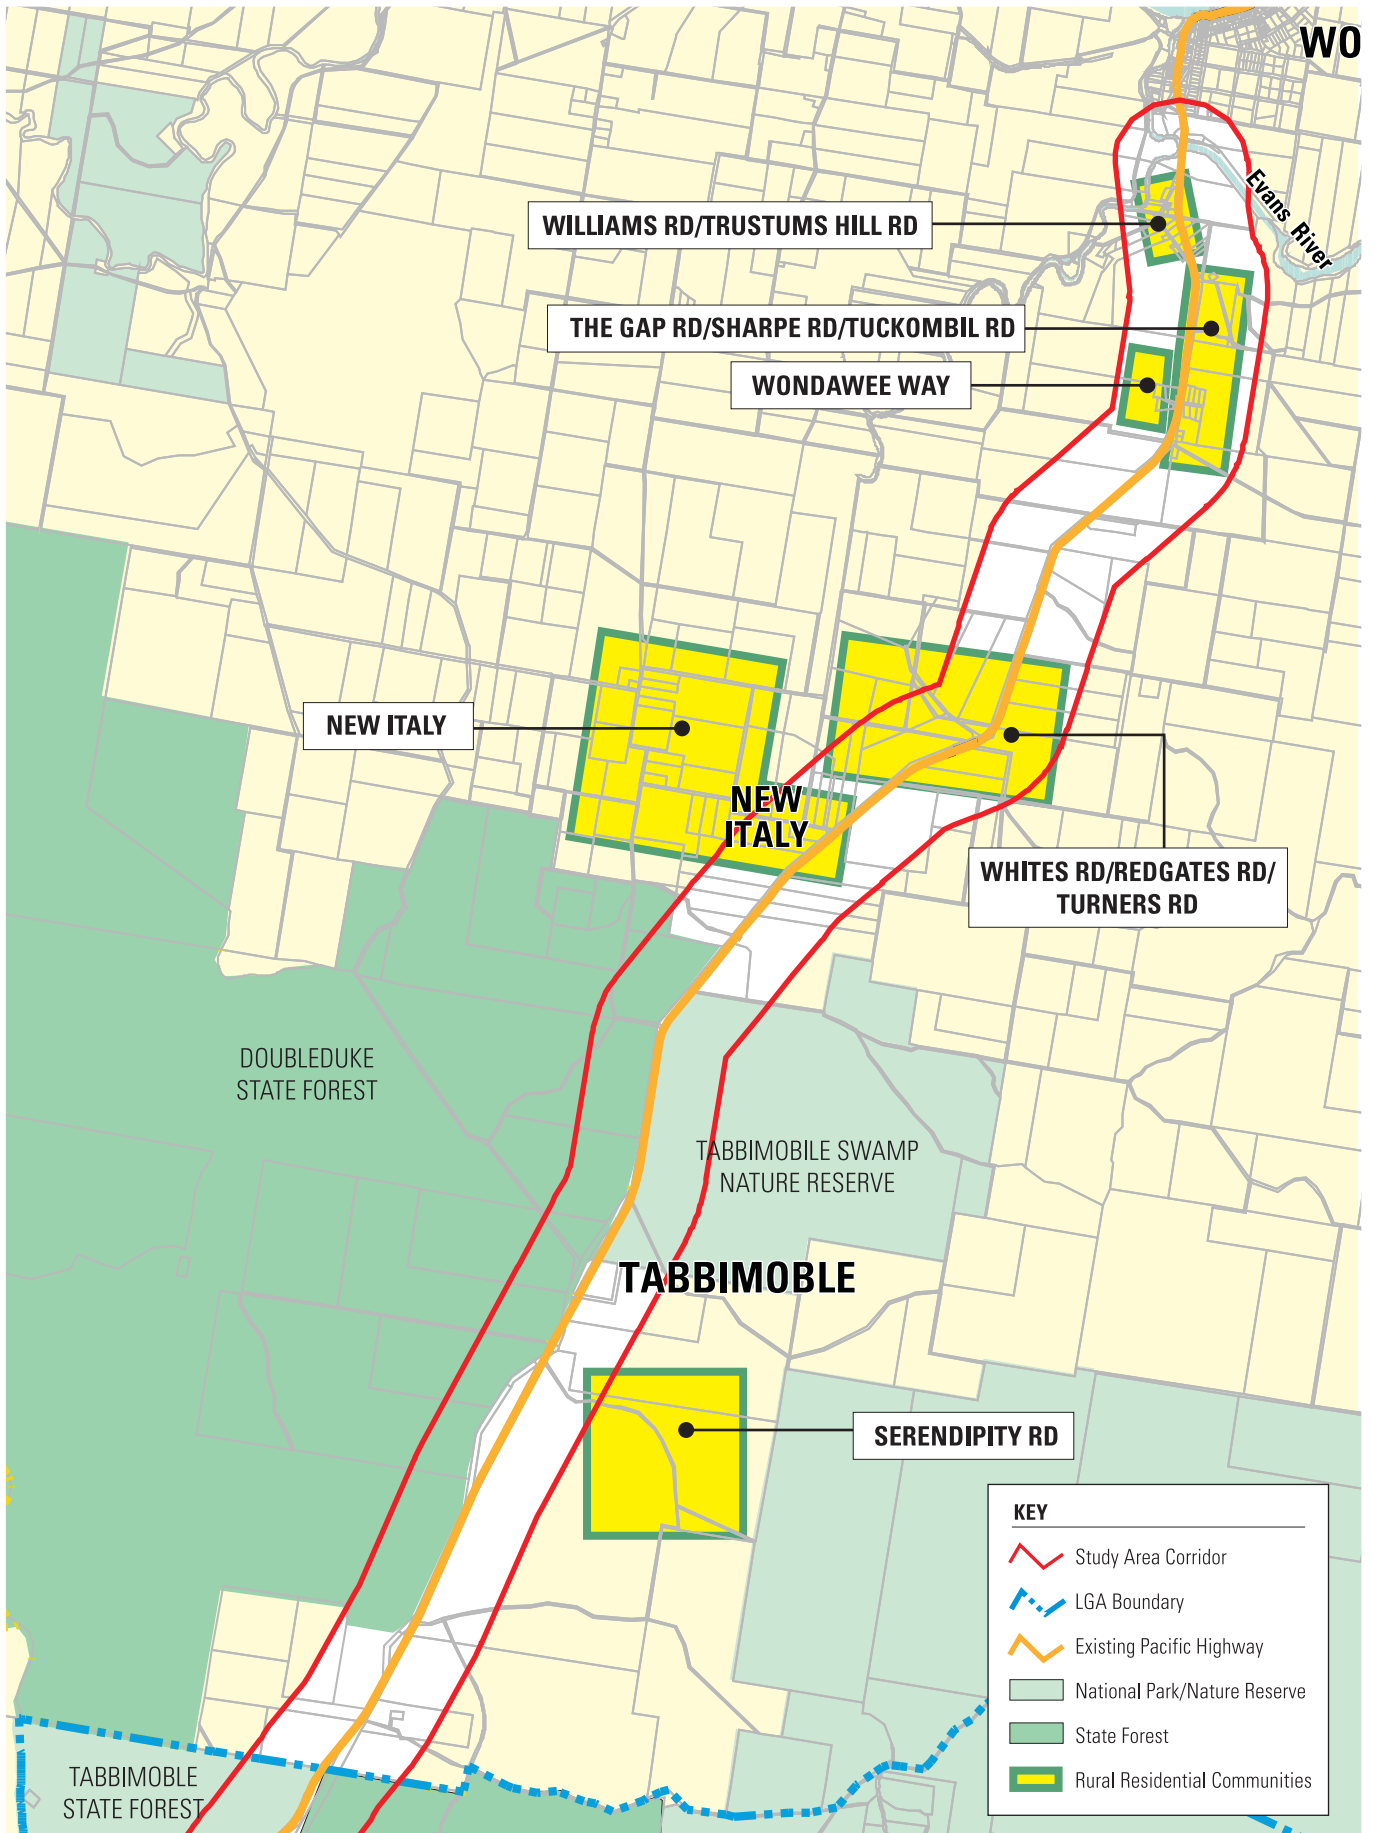 WO
Evans River
WILLIAMS RD/TRUSTUMS HILL RD
THE GAP RD/SHARPE RD/TUCKOMBIL RD
WONDAWEE WAY
NEW ITALY
NEW
ITALY
WHITES RD/REDGATES RD/
TURNERS RD
DOUBLEDUKE
STATE FOREST
TABBIMOBILE SWAMP
NATURE RESERVE
TABBIMOBLE
SERENDIPITY RD
KEY
Study Area Corridor
LGA Boundary
Existing Pacific Highway
National Park/Nature Reserve
State Forest
Rural Residential Communities
TABBIMOBLE
STATE FOREST